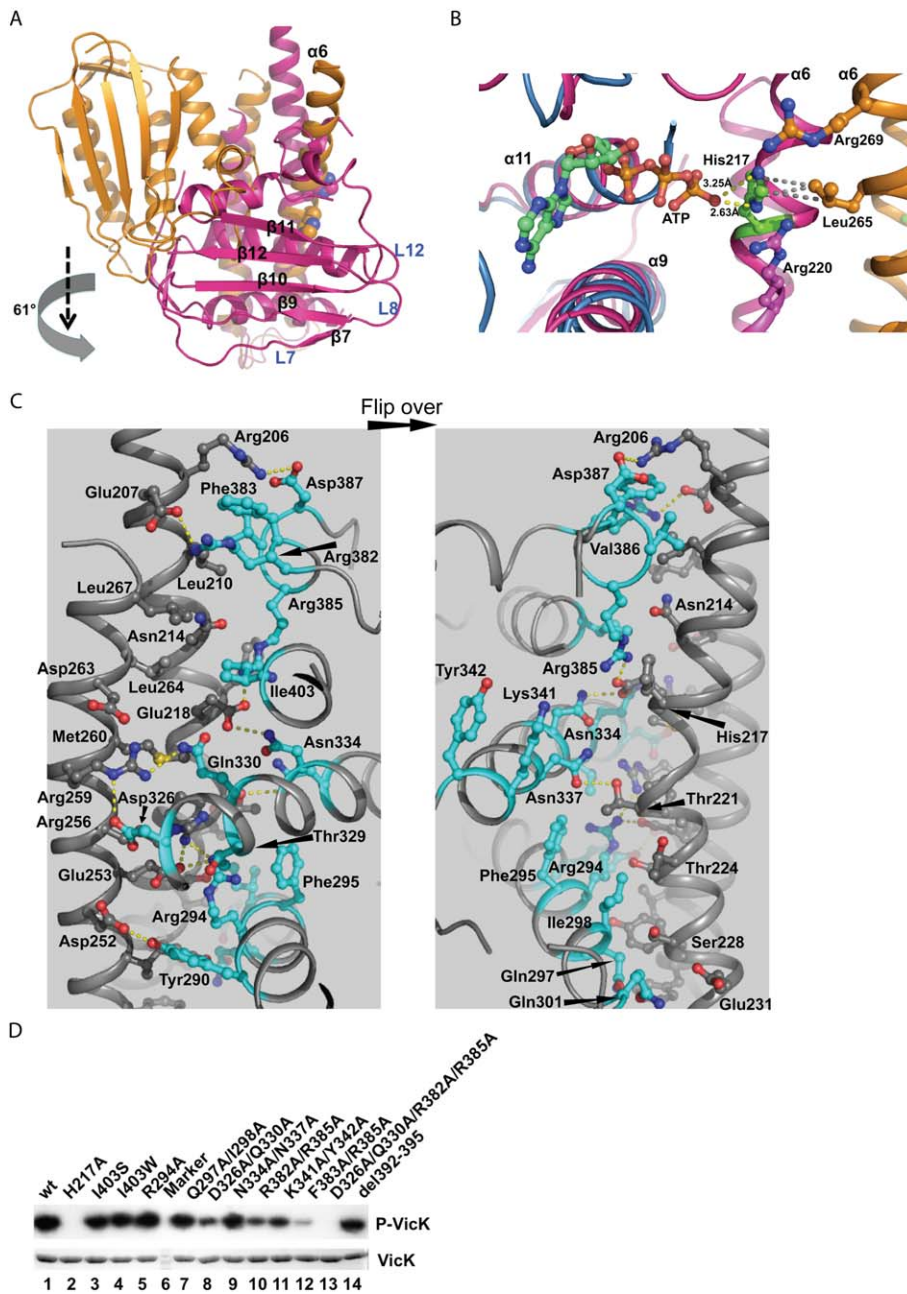 A
α6
β11
β12
L12
β10
β9
L8
β7
L7
61°
B
α6
α6
Arg269
α11
His217
3.25Å
ATP
2.63Å
Leu265
Arg220
α9
C
Flip over
Arg206
Asp387
Glu207
Phe383
Arg382
Leu210
Leu267
Arg385
Asn214
Asp263
Leu264
Ile403
Glu218
Met260
Asn334
Gln330
Arg259
Asp326
Arg256
Thr329
Glu253
Phe295
Arg294
Asp252
Tyr290
Arg206
Asp387
Val386
Asn214
Arg385
Tyr342
Lys341
His217
Asn334
Asn337
Thr221
Thr224
Phe295
Arg294
Ile298
Ser228
Gln297
Gln301
Glu231
D
wt
H217A
I403S
I403W
R294A
Marker
Q297A/I298A
D326A/Q330A
N334A/N337A
R382A/R385A
K341A/Y342A
F383A/R385A
D326A/Q330A/R382A/R385A
del392-395
P-VicK
VicK
1 2 3 4 5 6 7 8 9 10 11 12 13 14